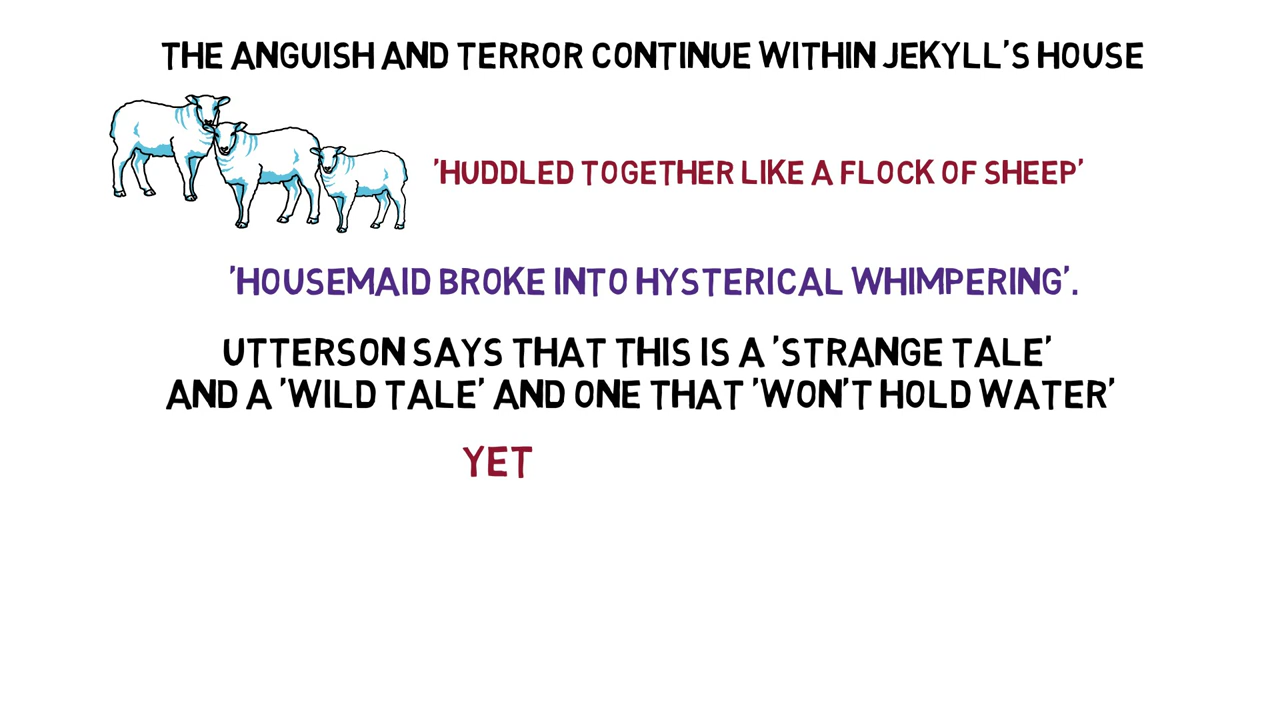 THE ANGUISH AND TERROR CONTINUE WITHIN JEKYLL'S HOUSE
'HUDDLED TOGETHER LIKE A FLOCK OF SHEEP'
'HOUSEMAID BROKE INTO HYSTERICAL WHIMPERING'.
UTTERSON SAYS THAT THIS IS A 'STRANGE TALE'
AND A 'WILD TALE' AND ONE THAT 'WON'T HOLD WATER'
YET